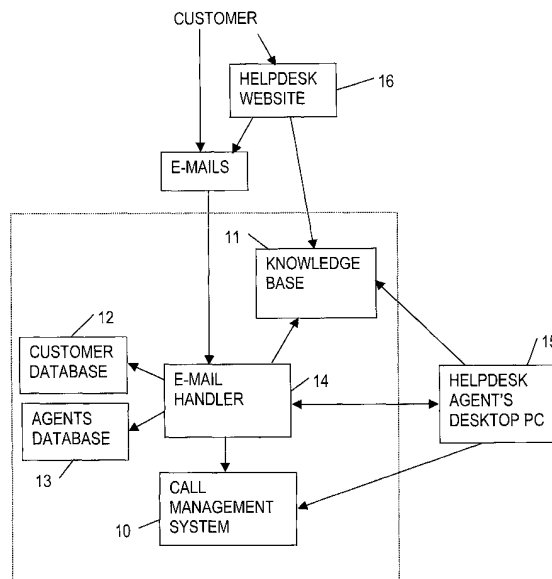 CUSTOMER
HELPDESK
WEBSITE
16
E-MAILS
11
KNOWLEDGE
BASE
12
CUSTOMER
DATABASE
E-MAIL
HANDLER
14
15
HELPDESK
AGENT'S
DESKTOP PC
AGENTS
DATABASE
13
CALL
MANAGEMENT
SYSTEM
10